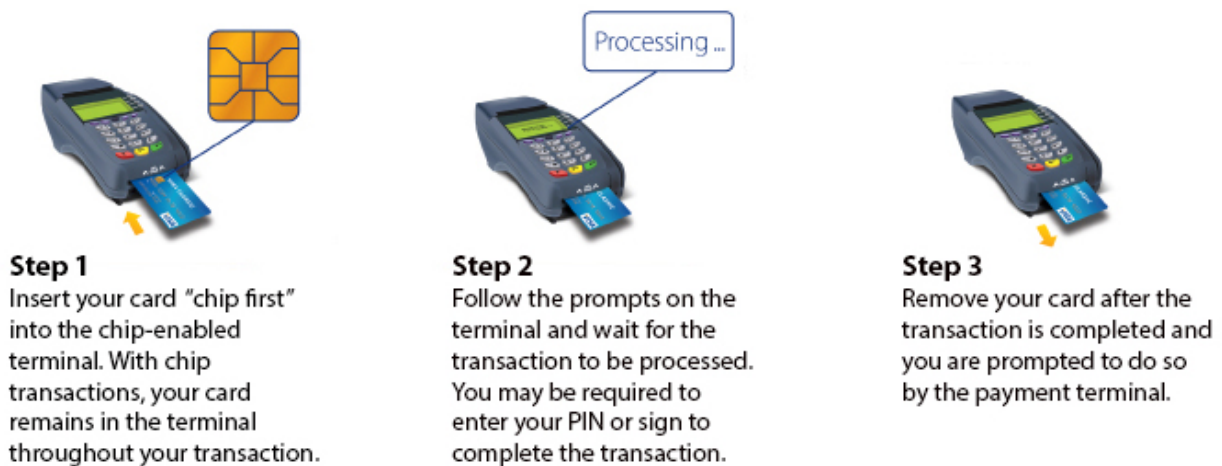 Processing ...
Step 1
Insert your card "chip first"
into the chip-enabled
terminal. With chip
transactions, your card
remains in the terminal
throughout your transaction.
Step 2
Follow the prompts on the
terminal and wait for the
transaction to be processed.
You may be required to
enter your PIN or sign to
complete the transaction.
Step 3
Remove your card after the
transaction is completed and
you are prompted to do so
by the payment terminal.
VISA
VISA
VISA